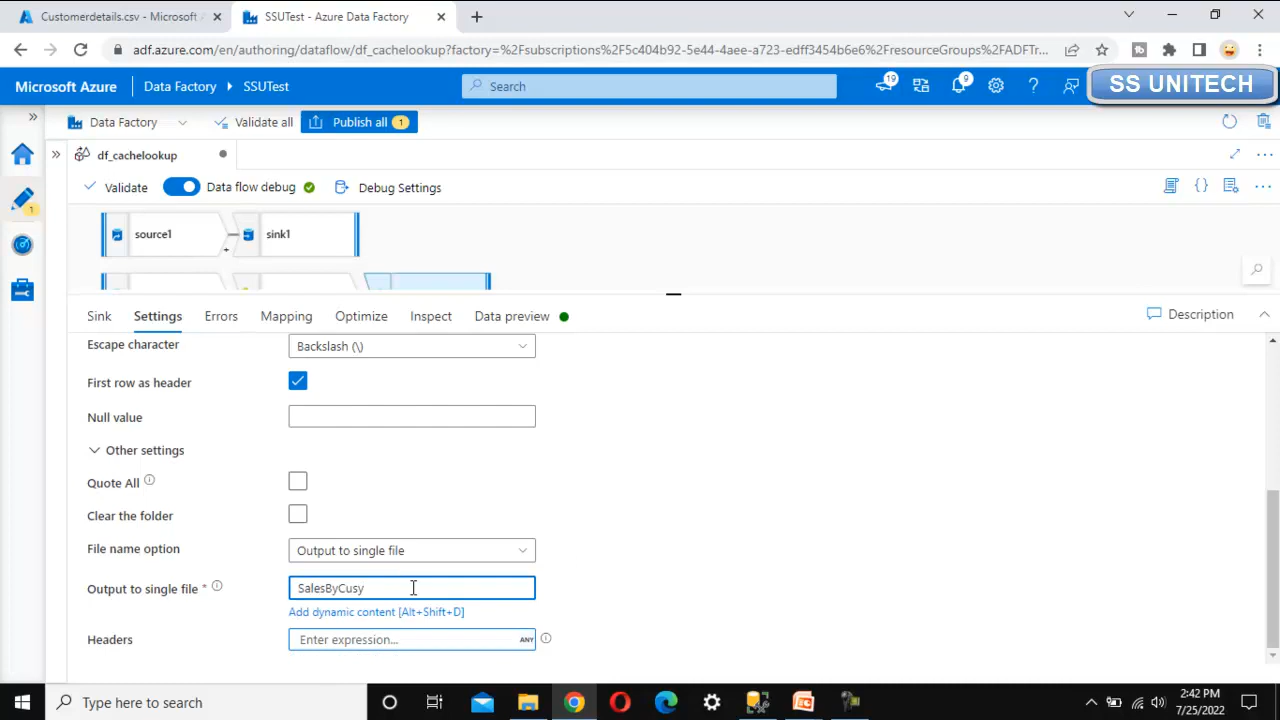 Customerdetails.csv - Microsoft
SSUTest - Azure Data Factory
adf.azure.com/en/authoring/dataflow/df_cachelookup?factory=%2Fsubscriptions%2F5c404b92-5e44-4aee-a723-edff3454b6e6%2FresourceGroups%2FADFTr...
Microsoft Azure
Data Factory
SSUTest
Search
19
9
SS UNITECH
Data Factory
Validate all
Publish all
1
df_cachelookup
1
Validate
Data flow debug
Debug Settings
source1
sink1
Sink
Settings
Errors
Mapping
Optimize
Inspect
Data preview
Description
Escape character
Backslash (\)
First row as header
Null value
Other settings
Quote All
Clear the folder
File name option
Output to single file
Output to single file *
SalesByCusy
Add dynamic content [Alt+Shift+D]
Headers
Enter expression...
ANY
Type here to search
2:42 PM
7/25/2022